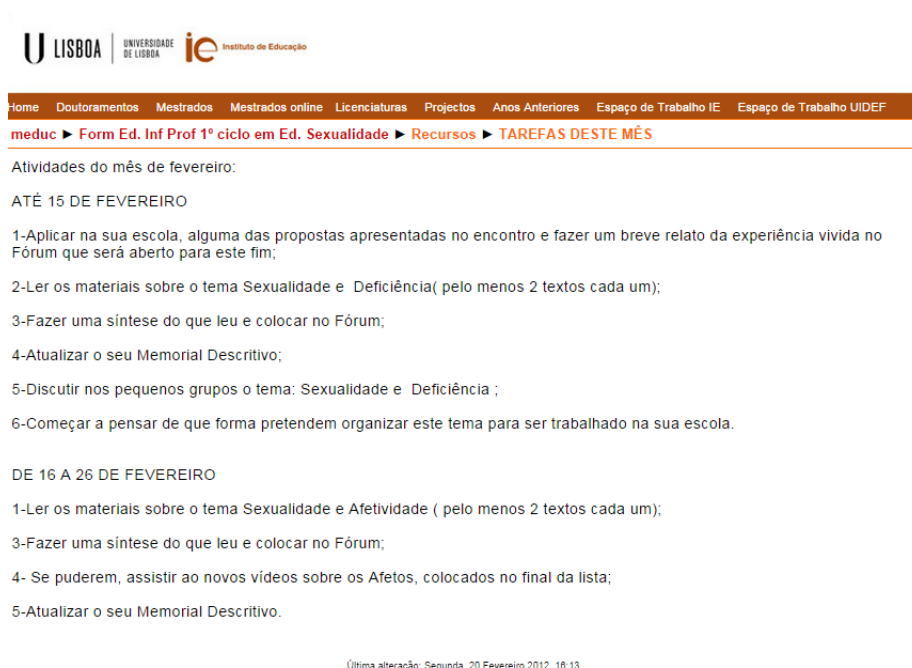 U LISBOA | UNIVERSIDADE DE LISBOA ie Instituto de Educação
Home Doutoramentos Mestrados Mestrados online Licenciaturas Projectos Anos Anteriores Espaço de Trabalho IE Espaço de Trabalho UIDEF
meduc ► Form Ed. Inf Prof 1º ciclo em Ed. Sexualidade ► Recursos ► TAREFAS DESTE MÊS
Atividades do mês de fevereiro:
ATÉ 15 DE FEVEREIRO
1-Aplicar na sua escola, alguma das propostas apresentadas no encontro e fazer um breve relato da experiência vivida no
Fórum que será aberto para este fim;
2-Ler os materiais sobre o tema Sexualidade e Deficiência( pelo menos 2 textos cada um);
3-Fazer uma síntese do que leu e colocar no Fórum;
4-Atualizar o seu Memorial Descritivo;
5-Discutir nos pequenos grupos o tema: Sexualidade e Deficiência ;
6-Começar a pensar de que forma pretendem organizar este tema para ser trabalhado na sua escola.
DE 16 A 26 DE FEVEREIRO
1-Ler os materiais sobre o tema Sexualidade e Afetividade ( pelo menos 2 textos cada um);
3-Fazer uma síntese do que leu e colocar no Fórum;
4- Se puderem, assistir ao novos vídeos sobre os Afetos, colocados no final da lista;
5-Atualizar o seu Memorial Descritivo.
Última alteração: Segunda, 20 Fevereiro 2012, 16:13